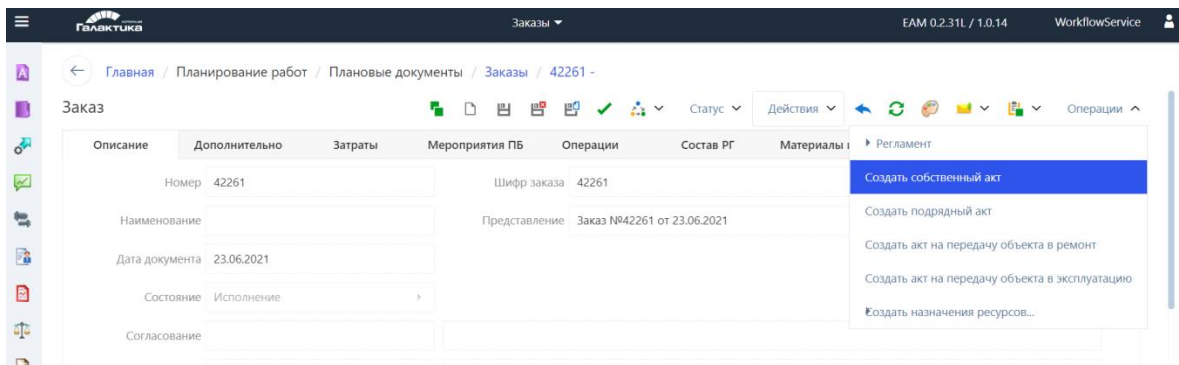 Галактика
Заказы
EAM 0.2.31L / 1.0.14
WorkflowService
Главная / Планирование работ / Плановые документы / Заказы / 42261 -
Заказ
Статус
Действия
Операции
Описание
Дополнительно
Затраты
Мероприятия ПБ
Операции
Состав РГ
Материалы
Регламент
Создать собственный акт
Создать подрядный акт
Создать акт на передачу объекта в ремонт
Создать акт на передачу объекта в эксплуатацию
Создать назначения ресурсов...
Номер 42261
Шифр заказа 42261
Наименование
Представление Заказ №42261 от 23.06.2021
Дата документа 23.06.2021
Состояние Исполнение
Согласование